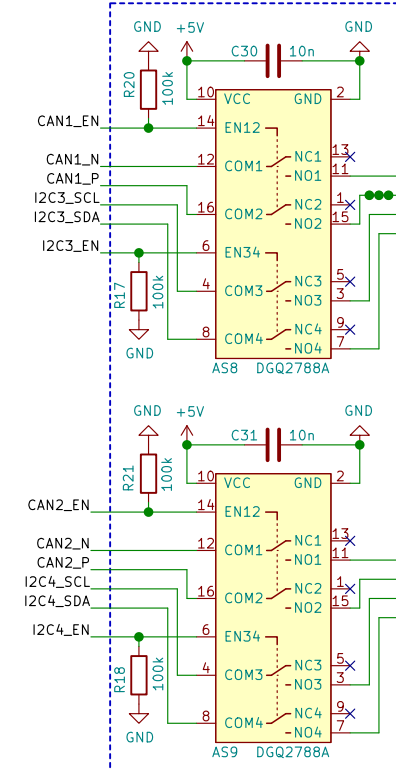 GND +5V C30 10n GND
R20 100k
10 VCC GND 2
CAN1_EN 14 EN12
NC1 13
CAN1_N 12 COM1
NO1 11
CAN1_P
I2C3_SCL NC2 1
16 COM2
I2C3_SDA NO2 15
I2C3_EN 6 EN34
NC3 5
R17 100k 4 COM3
NO3 3
NC4 9
8 COM4
NO4 7
GND
AS8 DGQ2788A
GND +5V C31 10n GND
R21 100k
10 VCC GND 2
CAN2_EN 14 EN12
NC1 13
CAN2_N 12 COM1
NO1 11
CAN2_P
I2C4_SCL NC2 1
16 COM2
I2C4_SDA NO2 15
I2C4_EN 6 EN34
NC3 5
R18 100k 4 COM3
NO3 3
NC4 9
8 COM4
NO4 7
GND
AS9 DGQ2788A